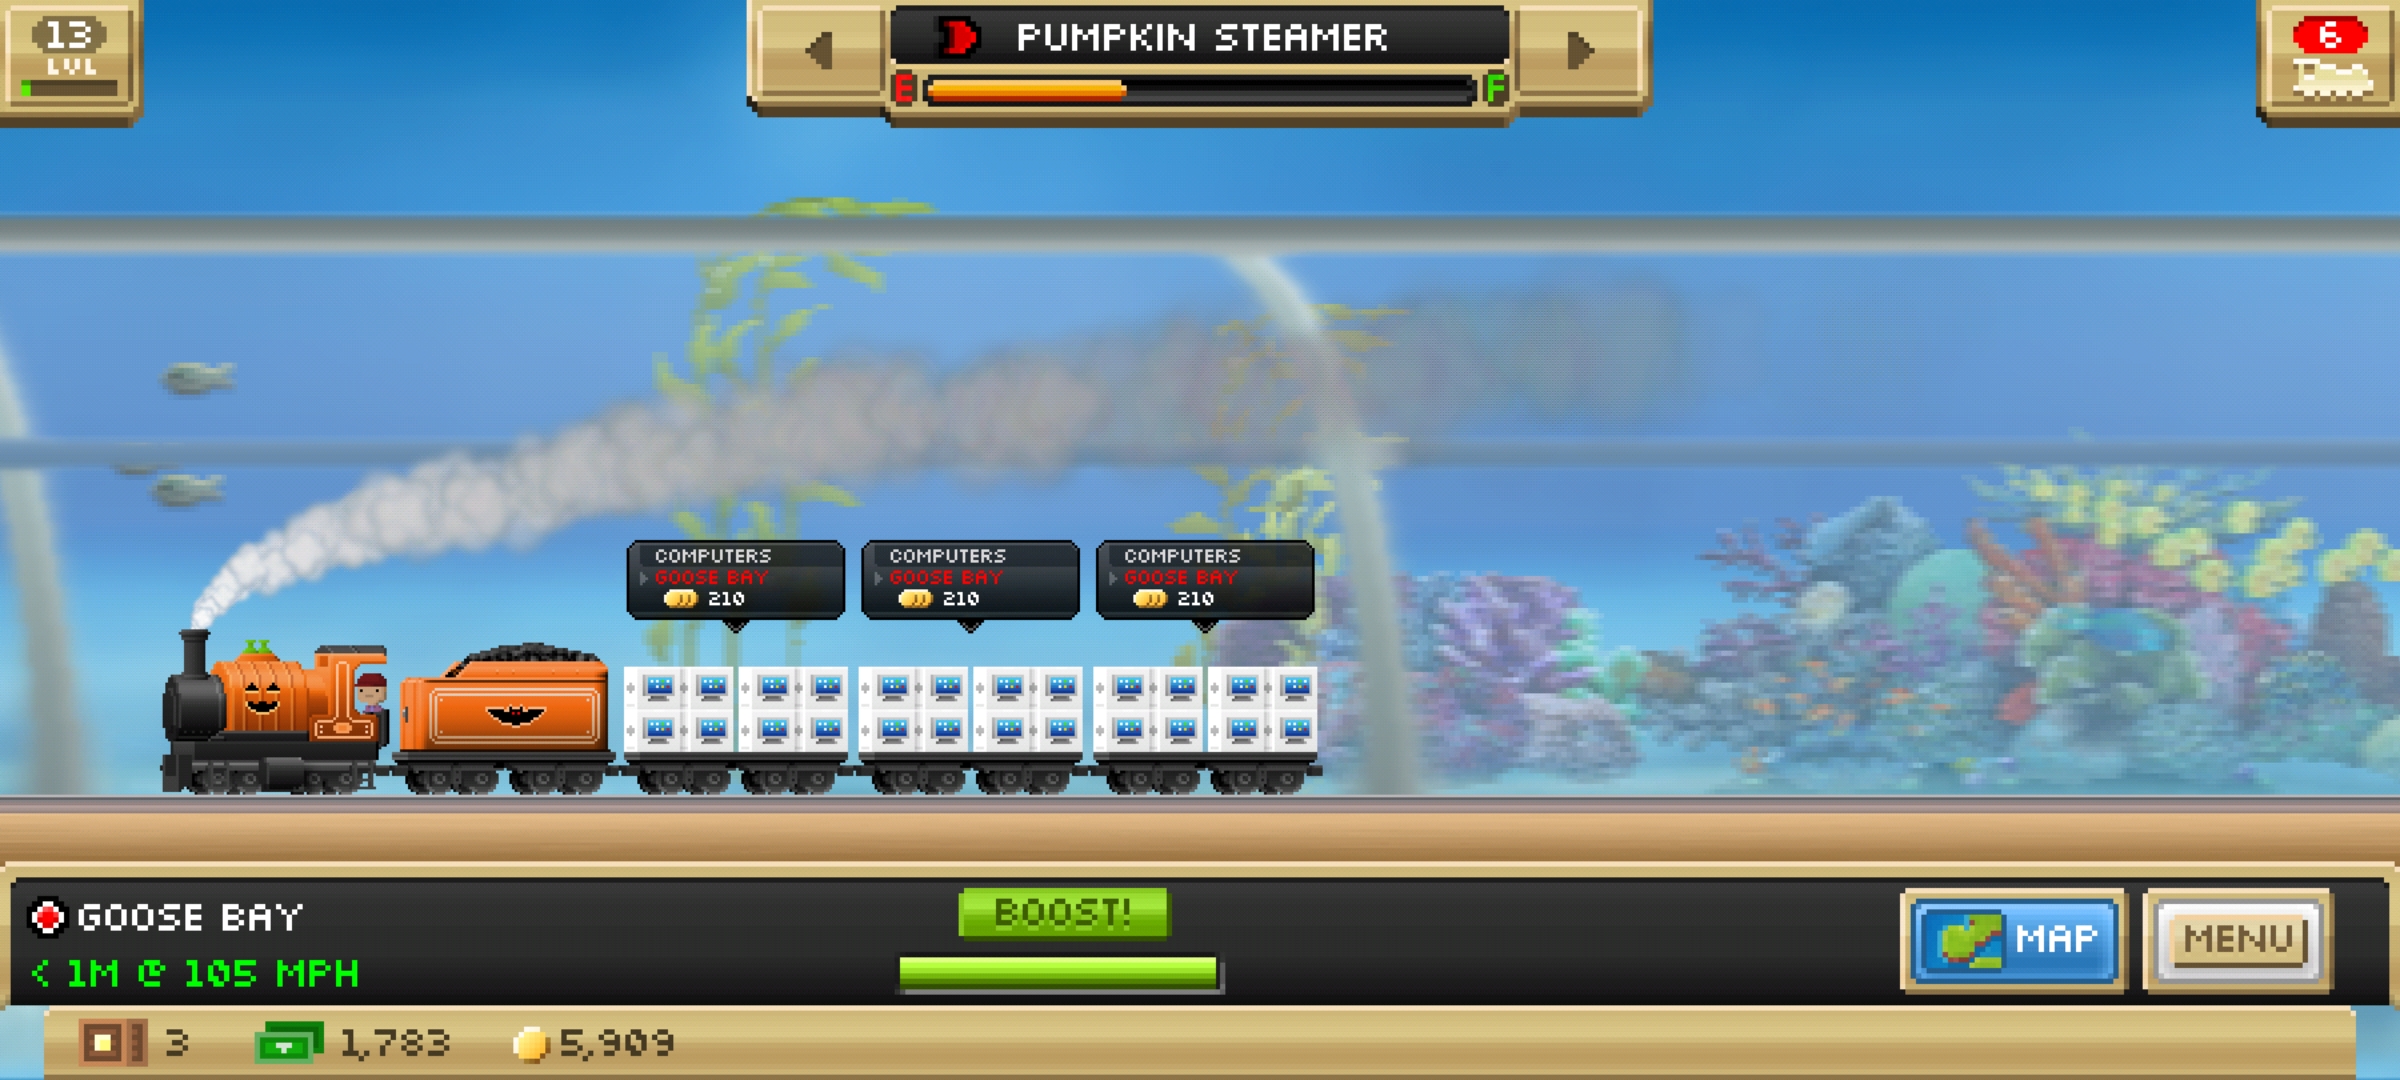 13
LVL
PUMPKIN STEAMER
E F
6
COMPUTERS
GOOSE BAY
210
COMPUTERS
GOOSE BAY
210
COMPUTERS
GOOSE BAY
210
GOOSE BAY
< 1M @ 105 MPH
BOOST!
MAP
MENU
3
1,783
5,909